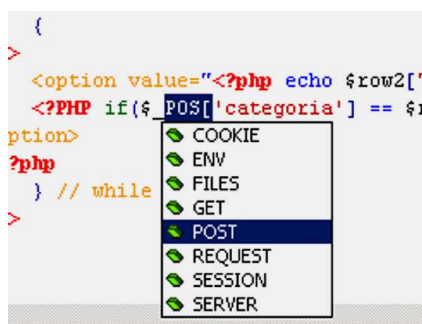 {
>
<option value="<?php echo $row2["
<?PHP if($_POS['categoria'] == $r
ption>
?php
} // while
>
COOKIE
ENV
FILES
GET
POST
REQUEST
SESSION
SERVER